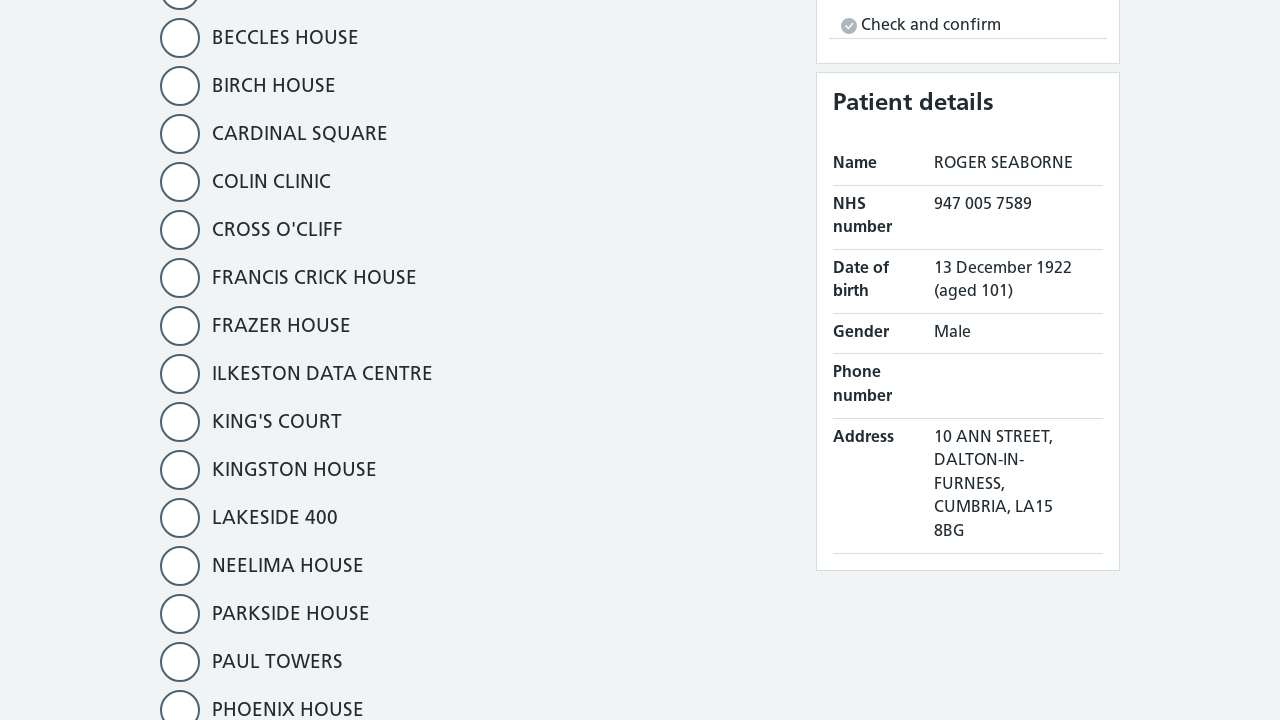 BECCLES HOUSE
BIRCH HOUSE
CARDINAL SQUARE
COLIN CLINIC
CROSS O'CLIFF
FRANCIS CRICK HOUSE
FRAZER HOUSE
ILKESTON DATA CENTRE
KING'S COURT
KINGSTON HOUSE
LAKESIDE 400
NEELIMA HOUSE
PARKSIDE HOUSE
PAUL TOWERS
PHOENIX HOUSE
Check and confirm
Patient details
Name ROGER SEABORNE
NHS number 947 005 7589
Date of birth 13 December 1922
(aged 101)
Gender Male
Phone number
Address 10 ANN STREET,
DALTON-IN-
FURNESS,
CUMBRIA, LA15
8BG